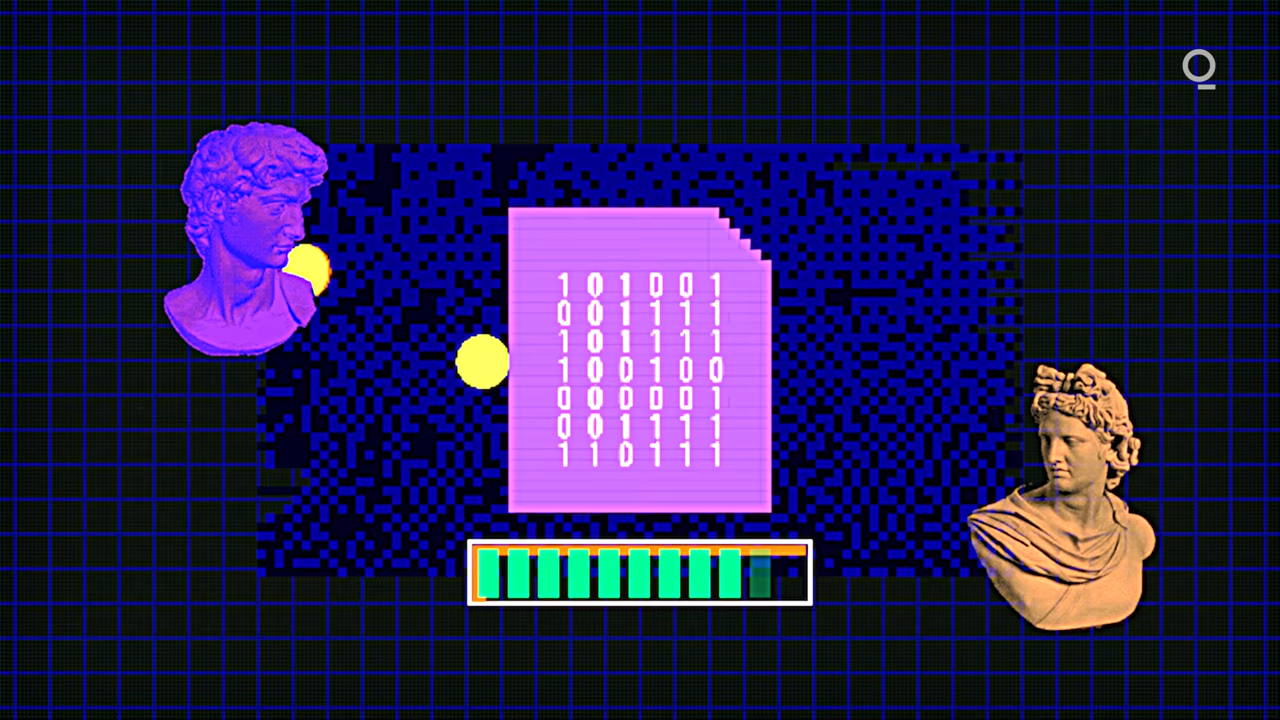 1 0 1 0 0 1
0 0 1 1 1 1
1 0 1 1 1 1
1 0 0 1 0 0
0 0 0 0 0 1
0 0 1 1 1 1
1 1 0 1 1 1